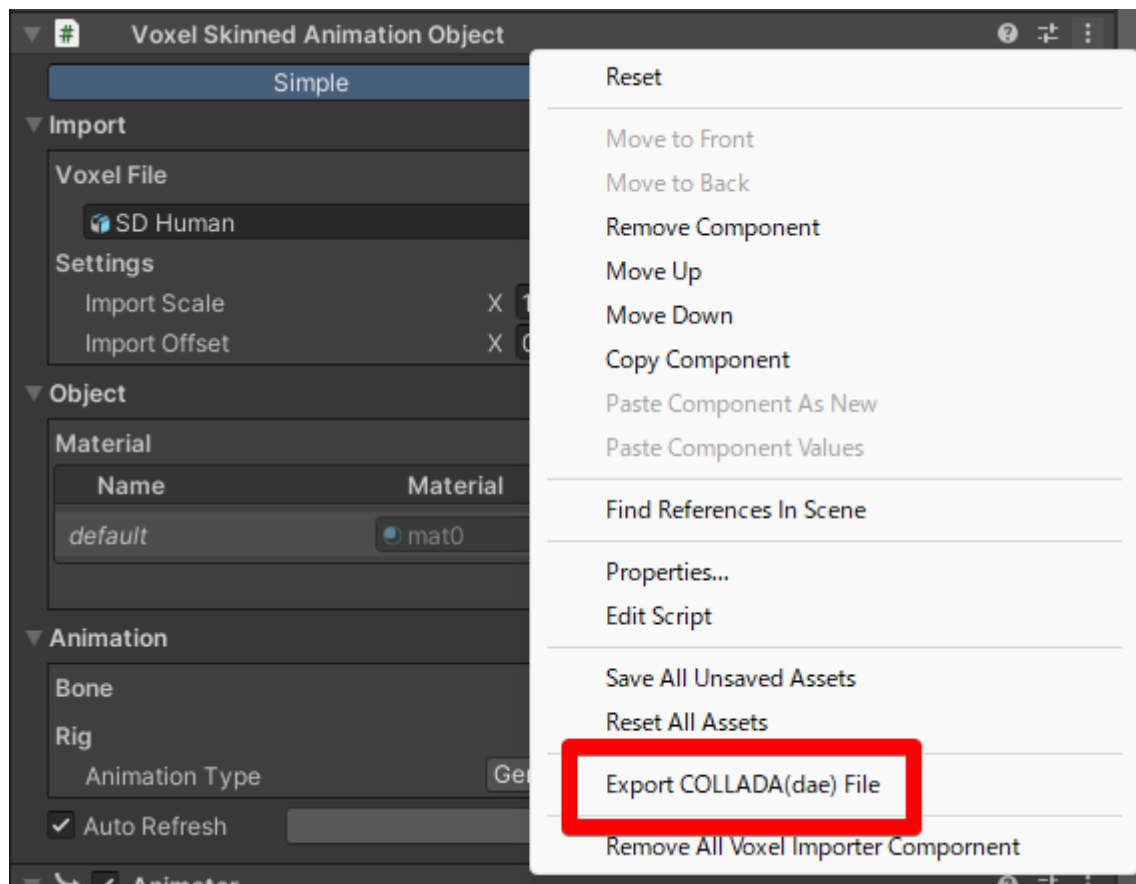 Voxel Skinned Animation Object
Simple
Import
Voxel File
SD Human
Settings
Import Scale X 1
Import Offset X 0
Object
Material
Name Material
default mat0
Animation
Bone
Rig
Animation Type
Auto Refresh
Animator
Reset
Move to Front
Move to Back
Remove Component
Move Up
Move Down
Copy Component
Paste Component As New
Paste Component Values
Find References In Scene
Properties...
Edit Script
Save All Unsaved Assets
Reset All Assets
Export COLLADA(dae) File
Remove All Voxel Importer Compornent